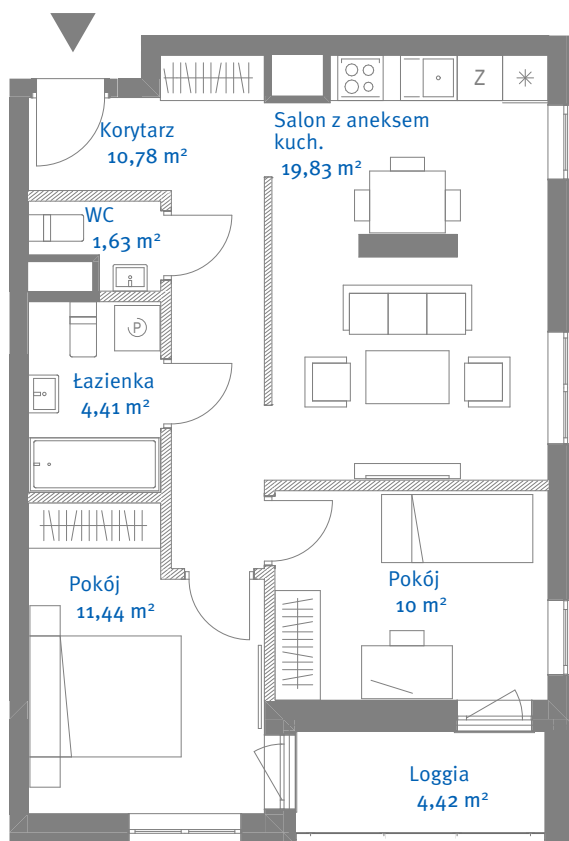 Z
Korytarz
10,78 m²
Salon z aneksem
kuch.
19,83 m²
WC
1,63 m²
P
Łazienka
4,41 m²
Pokój
11,44 m²
Pokój
10 m²
Loggia
4,42 m²